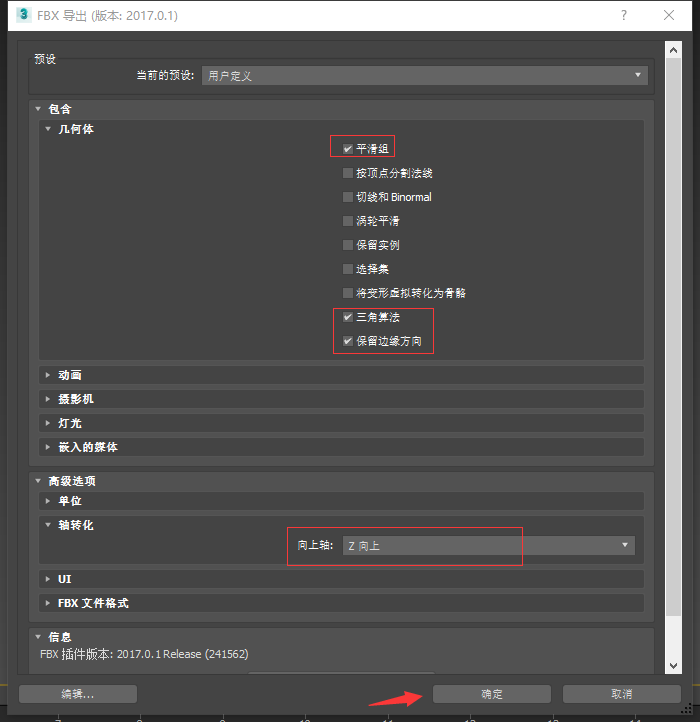 FBX 导出 (版本: 2017.0.1)
预设
当前的预设: 用户定义
包含
几何体
平滑组
按顶点分割法线
切线和 Binormal
涡轮平滑
保留实例
选择集
将变形虚拟转化为骨骼
三角算法
保留边缘方向
动画
摄影机
灯光
嵌入的媒体
高级选项
单位
轴转化
向上轴: Z 向上
UI
FBX 文件格式
信息
FBX 插件版本: 2017.0.1 Release (241562)
编辑... 确定 取消